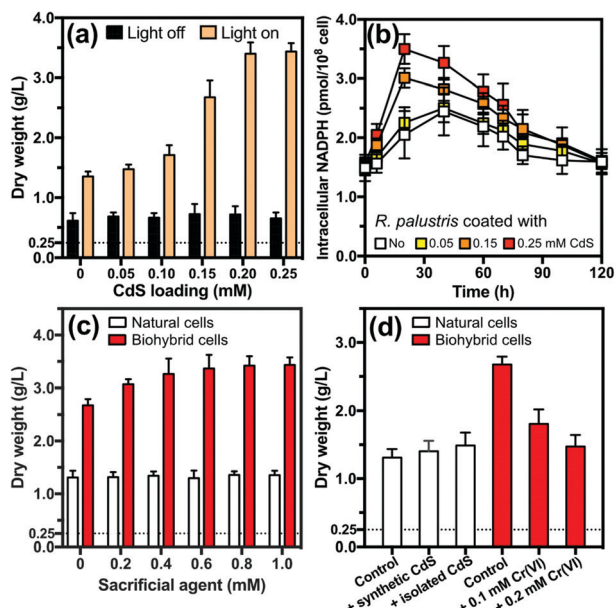 (a)
Light off
Light on
Dry weight (g/L)
4.0
3.0
2.0
1.0
0.25
0.0
0
0.05
0.10
0.15
0.20
0.25
CdS loading (mM)
(b)
Intracellular NADPH (pmol/10⁸ cell)
4.0
3.0
2.0
1.0
0.0
R. palustris coated with
No
0.05
0.15
0.25 mM CdS
0
30
60
90
120
Time (h)
(c)
Natural cells
Biohybrid cells
Dry weight (g/L)
4.0
3.0
2.0
1.0
0.25
0.0
0
0.2
0.4
0.6
0.8
1.0
Sacrificial agent (mM)
(d)
Natural cells
Biohybrid cells
Dry weight (g/L)
4.0
3.0
2.0
1.0
0.25
0.0
Control
+ synthetic CdS
+ isolated CdS
Control
+ 0.1 mM Cr(VI)
+ 0.2 mM Cr(VI)